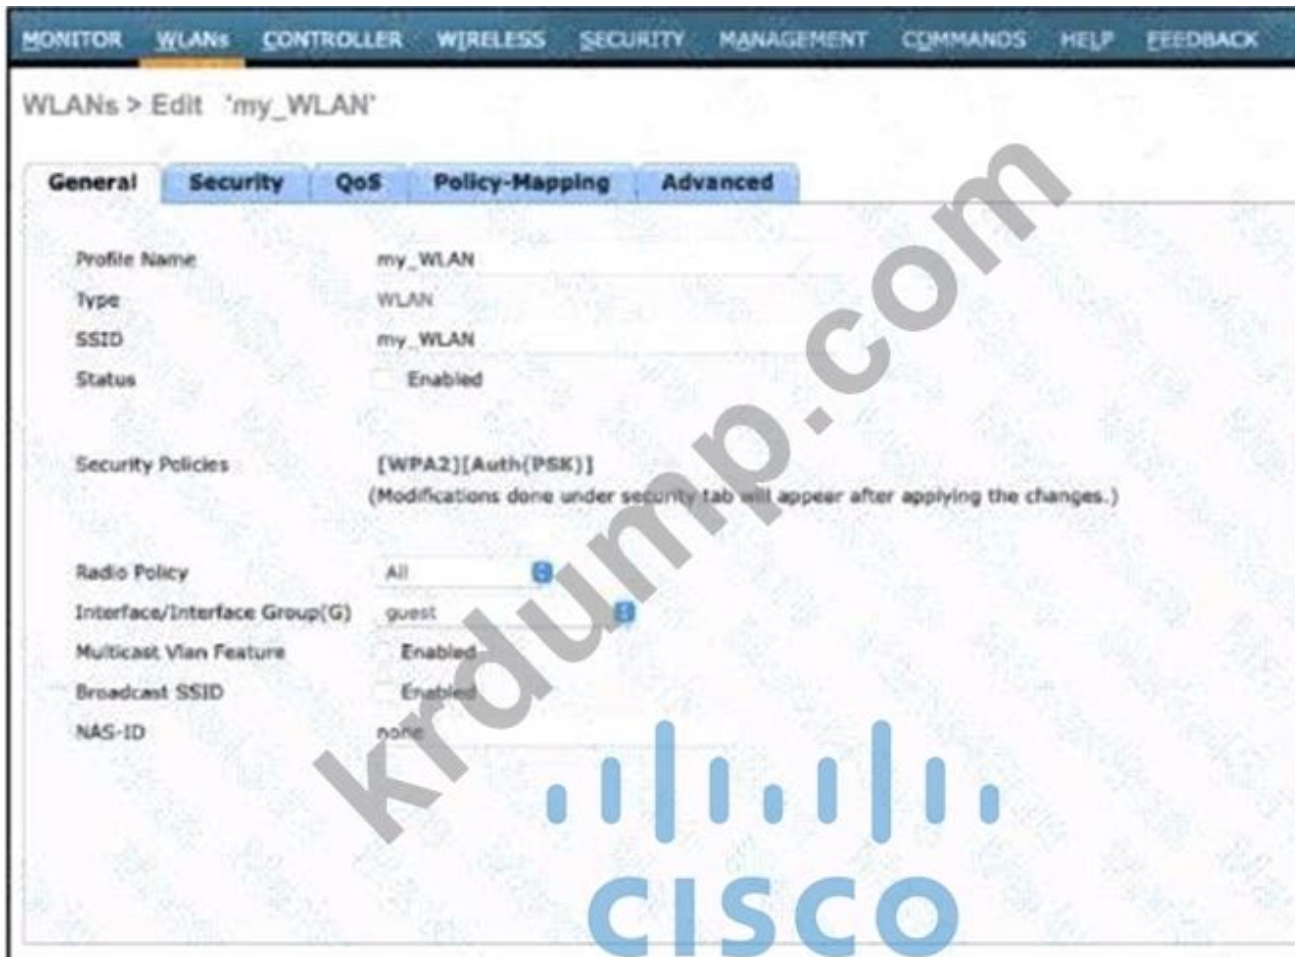 MONITOR WLANs CONTROLLER WIRELESS SECURITY MANAGEMENT COMMANDS HELP FEEDBACK
WLANs > Edit 'my_WLAN'
General Security QoS Policy-Mapping Advanced
Profile Name my_WLAN
Type WLAN
SSID my_WLAN
Status Enabled
Security Policies [WPA2][Auth(PSK)]
(Modifications done under security tab will appear after applying the changes.)
Radio Policy All
Interface/Interface Group(G) guest
Multicast Vlan Feature Enabled
Broadcast SSID Enabled
NAS-ID none
krdump.com
CISCO